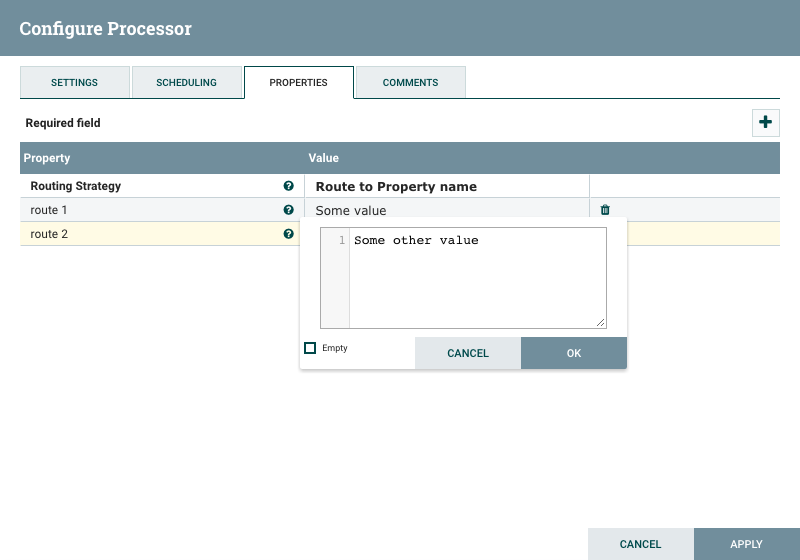 Configure Processor
SETTINGS SCHEDULING PROPERTIES COMMENTS
Required field
Property Value
Routing Strategy Route to Property name
route 1 Some value
route 2
1 Some other value
Empty CANCEL OK
CANCEL APPLY